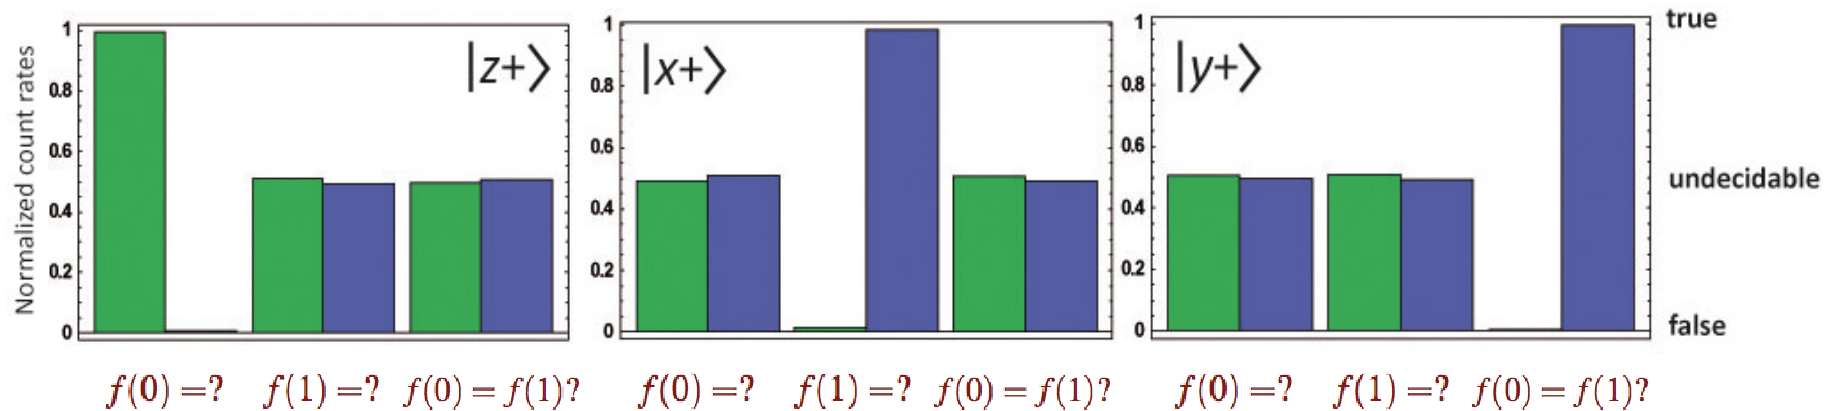 Normalized count rates
1
0.8
0.6
0.4
0.2
0
|z+⟩
f(0) =? f(1) =? f(0) = f(1)?
1
0.8
0.6
0.4
0.2
0
|x+⟩
f(0) =? f(1) =? f(0) = f(1)?
1
0.8
0.6
0.4
0.2
0
|y+⟩
f(0) =? f(1) =? f(0) = f(1)?
true
undecidable
false